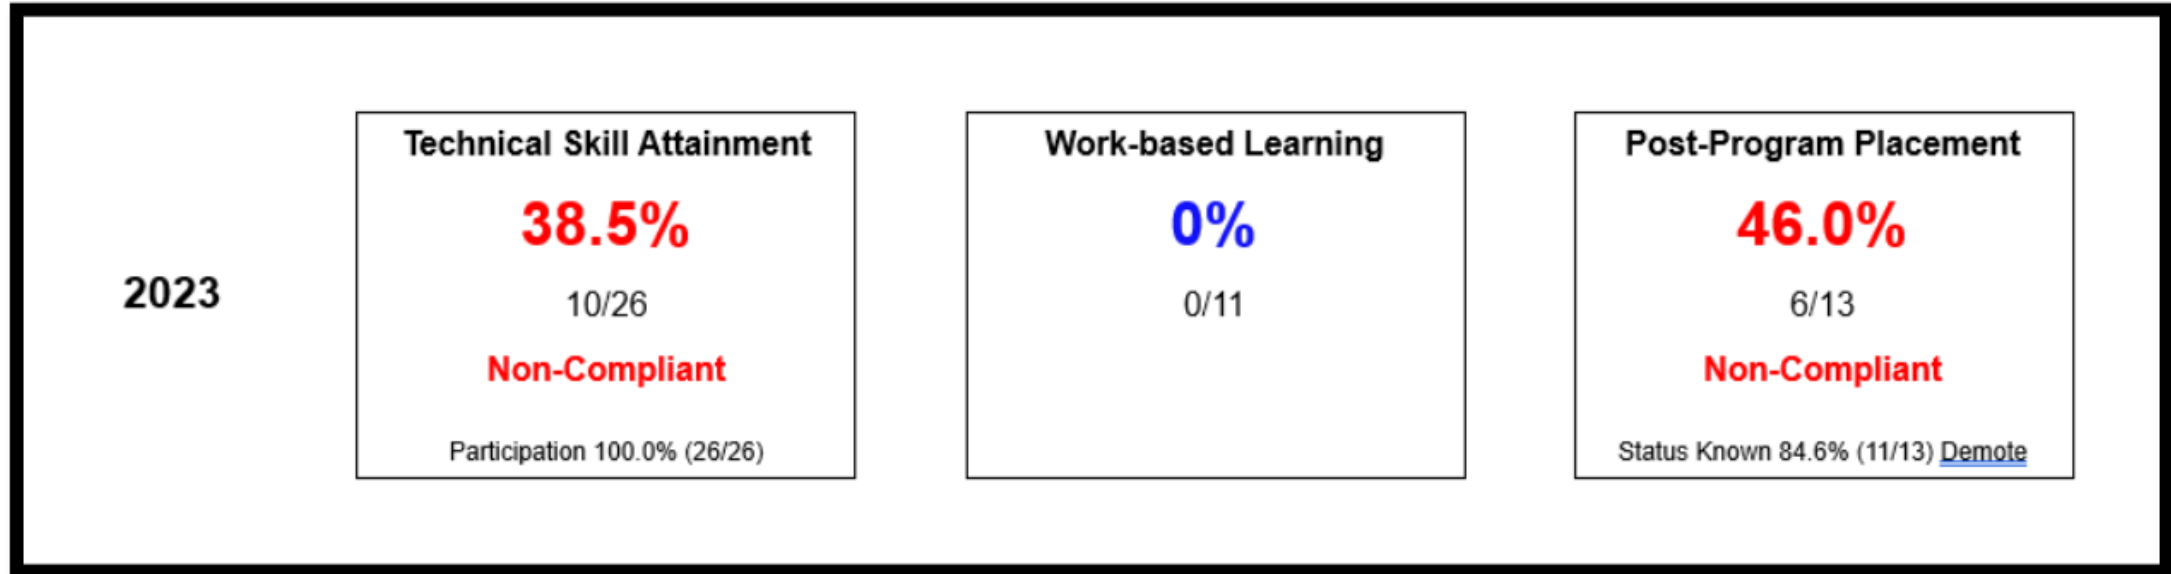 2023
Technical Skill Attainment
38.5%
10/26
Non-Compliant
Participation 100.0% (26/26)
Work-based Learning
0%
0/11
Post-Program Placement
46.0%
6/13
Non-Compliant
Status Known 84.6% (11/13) Demote